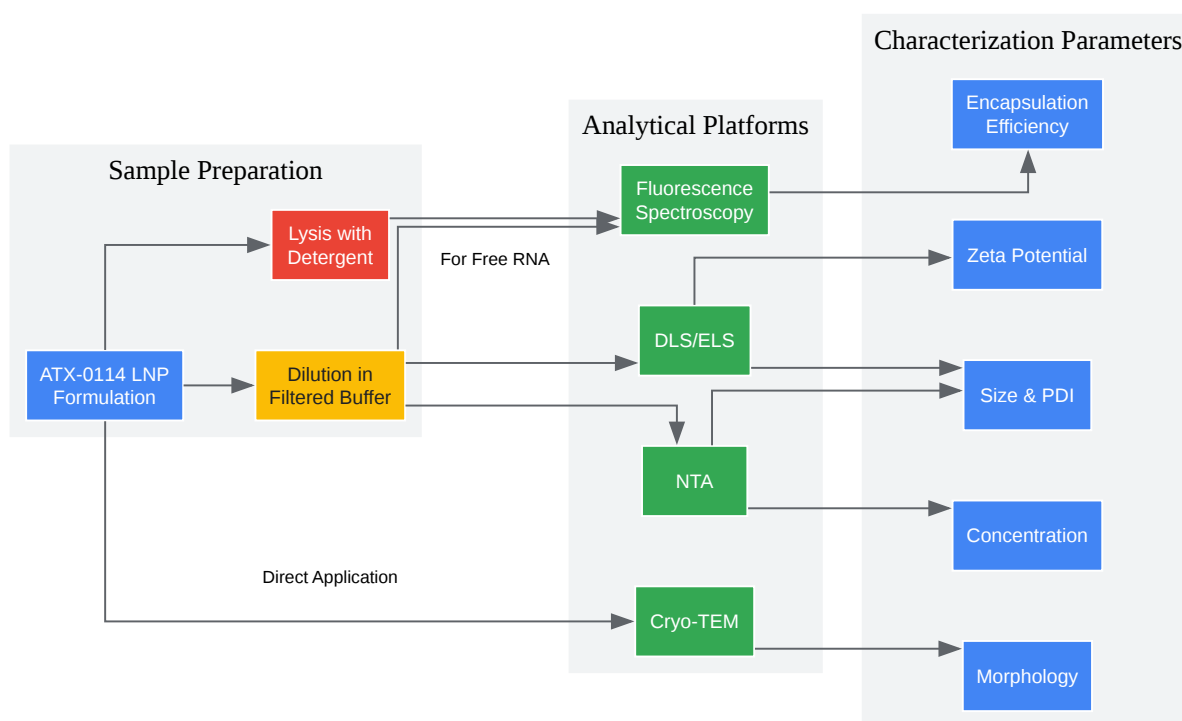 Sample Preparation
Lysis with
Detergent
ATX-0114 LNP
Formulation
Dilution in
Filtered Buffer
For Free RNA
Direct Application
Analytical Platforms
Fluorescence
Spectroscopy
DLS/ELS
NTA
Cryo-TEM
Characterization Parameters
Encapsulation
Efficiency
Zeta Potential
Size & PDI
Concentration
Morphology